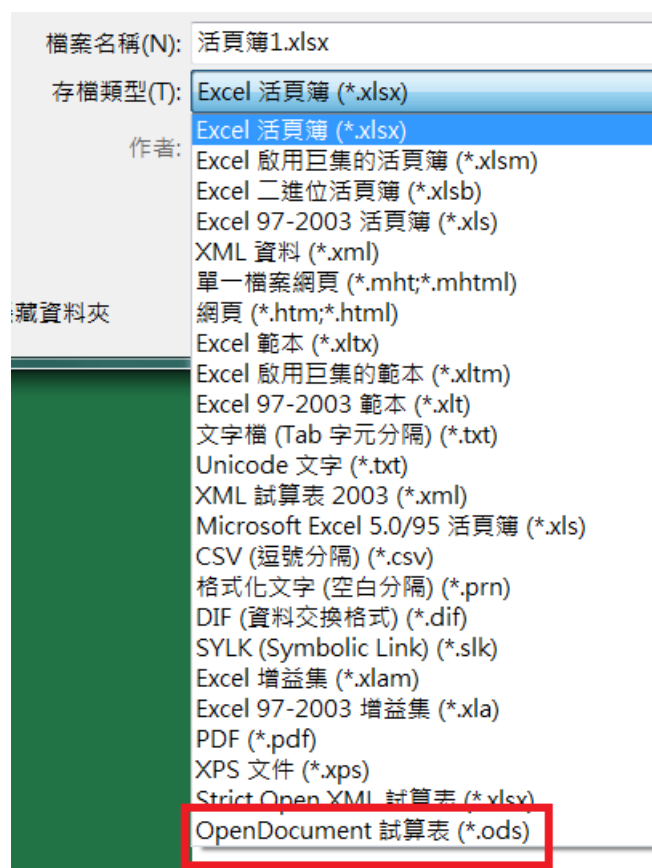 檔案名稱(N): 活頁簿1.xlsx
存檔類型(T): Excel 活頁簿 (*.xlsx)
作者:
Excel 活頁簿 (*.xlsx)
Excel 啟用巨集的活頁簿 (*.xlsm)
Excel 二進位活頁簿 (*.xlsb)
Excel 97-2003 活頁簿 (*.xls)
XML 資料 (*.xml)
單一檔案網頁 (*.mht;*.mhtml)
藏資料夾
網頁 (*.htm;*.html)
Excel 範本 (*.xltx)
Excel 啟用巨集的範本 (*.xltm)
Excel 97-2003 範本 (*.xlt)
文字檔 (Tab 字元分隔) (*.txt)
Unicode 文字 (*.txt)
XML 試算表 2003 (*.xml)
Microsoft Excel 5.0/95 活頁簿 (*.xls)
CSV (逗號分隔) (*.csv)
格式化文字 (空白分隔) (*.prn)
DIF (資料交換格式) (*.dif)
SYLK (Symbolic Link) (*.slk)
Excel 增益集 (*.xlam)
Excel 97-2003 增益集 (*.xla)
PDF (*.pdf)
XPS 文件 (*.xps)
Strict Open XML 試算表 (*.xlsx)
OpenDocument 試算表 (*.ods)